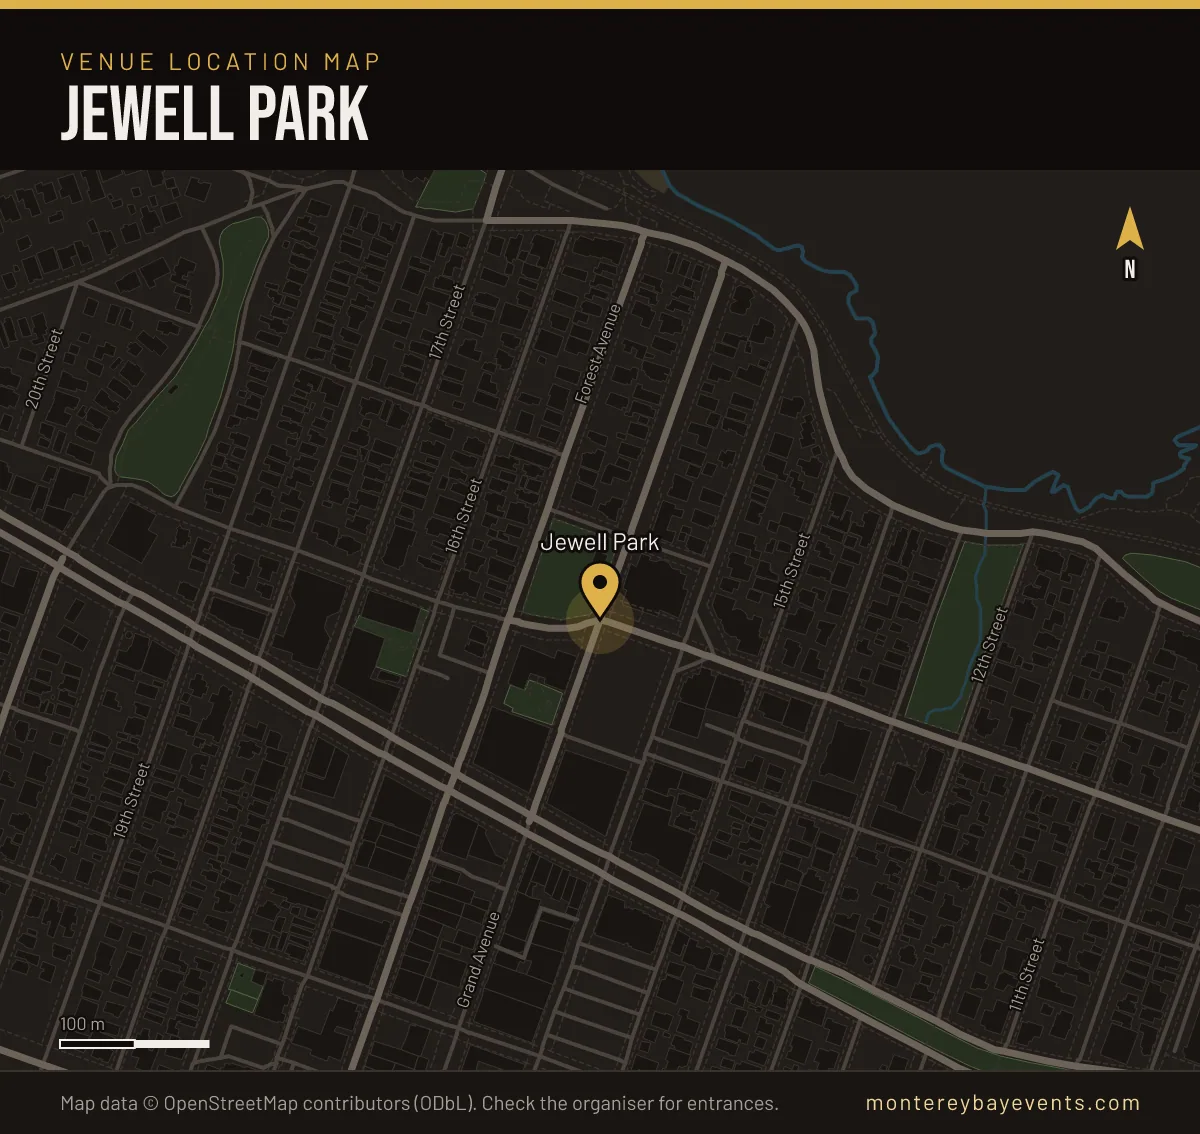 VENUE LOCATION MAP
JEWELL PARK
N
17th Street
Forest Avenue
20th Street
16th Street
Jewell Park
15th Street
12th Street
19th Street
Grand Avenue
11th Street
100 m
Map data © OpenStreetMap contributors (ODbL). Check the organiser for entrances.
montereybayevents.com